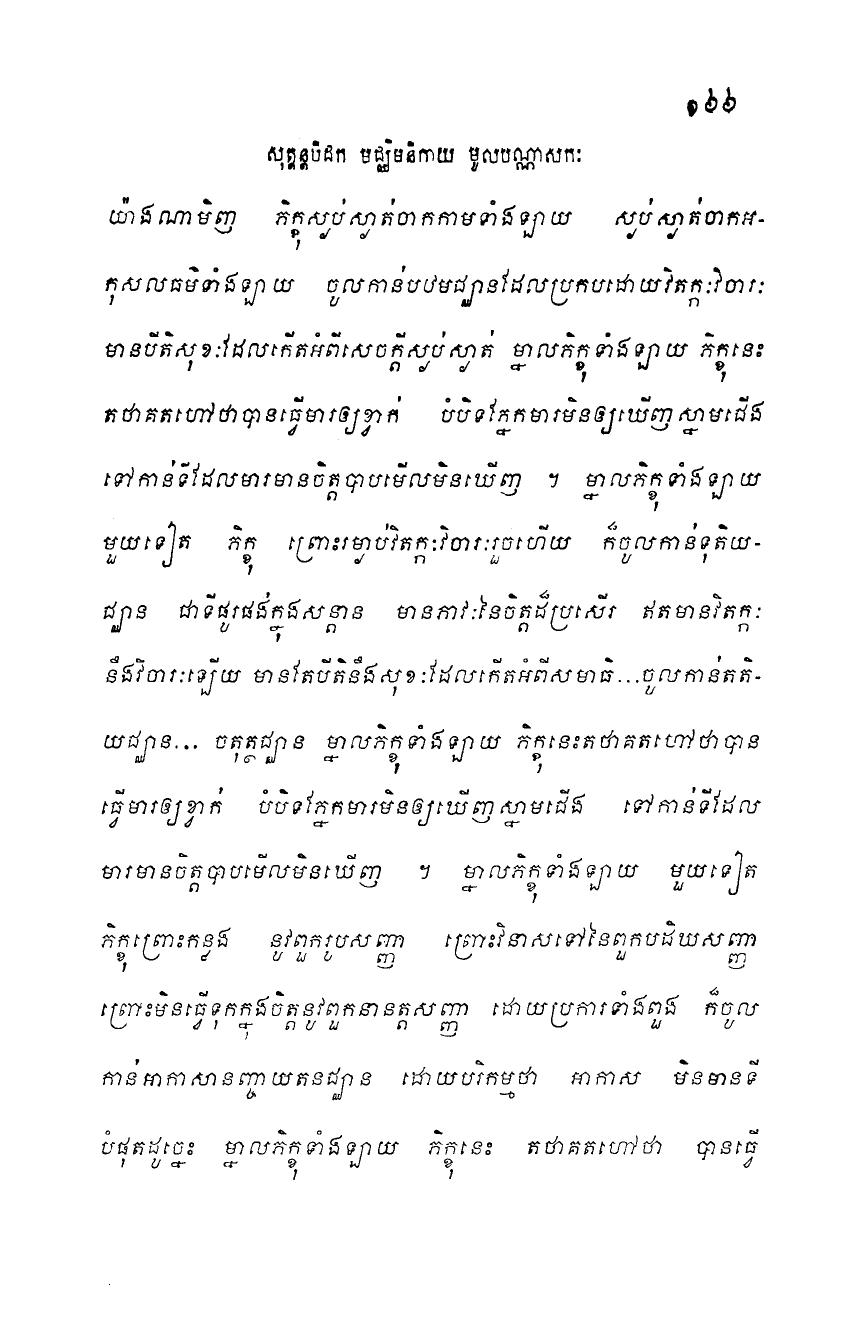 ១៦៦
សុត្តន្តបិដក មជ្ឈិមនិកាយ មូលបណ្ណាសកៈ
យ៉ាងណាមិញ ភិក្ខុស្ងប់ស្ងាត់ចាកកាមទាំងឡាយ ស្ងប់ស្ងាត់ចាកអ-
កុសលធម៌ទាំងឡាយ ចូលកាន់បឋមជ្ឈានដែលប្រកបដោយវិតក្កៈវិចារៈ
មានបីតិសុខៈដែលកើតអំពីសេចក្តីស្ងប់ស្ងាត់ ម្នាលភិក្ខុទាំងឡាយ ភិក្ខុនេះ
តថាគតហៅថាបានធ្វើមារឲ្យខ្វាក់ បំបិទភ្នែកមារមិនឲ្យឃើញស្នាមជើង
ទៅកាន់ទីដែលមារមានចិត្តបាបមើលមិនឃើញ ។ ម្នាលភិក្ខុទាំងឡាយ
មួយទៀត ភិក្ខុ ព្រោះរម្ងាប់វិតក្កៈវិចារៈរួចហើយ ក៏ចូលកាន់ទុតិយ-
ជ្ឈាន ជាទីផូរផង់ក្នុងសន្តាន មានភាវៈនៃចិត្តដ៏ប្រសើរ ឥតមានវិតក្កៈ
នឹងវិចារៈឡើយ មានតែបីតិនឹងសុខៈដែលកើតអំពីសមាធិ...ចូលកាន់តតិ-
យជ្ឈាន... ចតុត្ថជ្ឈាន ម្នាលភិក្ខុទាំងឡាយ ភិក្ខុនេះតថាគតហៅថាបាន
ធ្វើមារឲ្យខ្វាក់ បំបិទភ្នែកមារមិនឲ្យឃើញស្នាមជើង ទៅកាន់ទីដែល
មារមានចិត្តបាបមើលមិនឃើញ ។ ម្នាលភិក្ខុទាំងឡាយ មួយទៀត
ភិក្ខុព្រោះកន្លង នូវពួករូបសញ្ញា ព្រោះវិនាសទៅនៃពួកបដិឃសញ្ញា
ព្រោះមិនធ្វើទុកក្នុងចិត្តនូវពួកនានត្តសញ្ញា ដោយប្រការទាំងពួង ក៏ចូល
កាន់អាកាសានញ្ចាយតនជ្ឈាន ដោយបរិកម្មថា អាកាស មិនមានទី
បំផុតដូច្នេះ ម្នាលភិក្ខុទាំងឡាយ ភិក្ខុនេះ តថាគតហៅថា បានធ្វើ